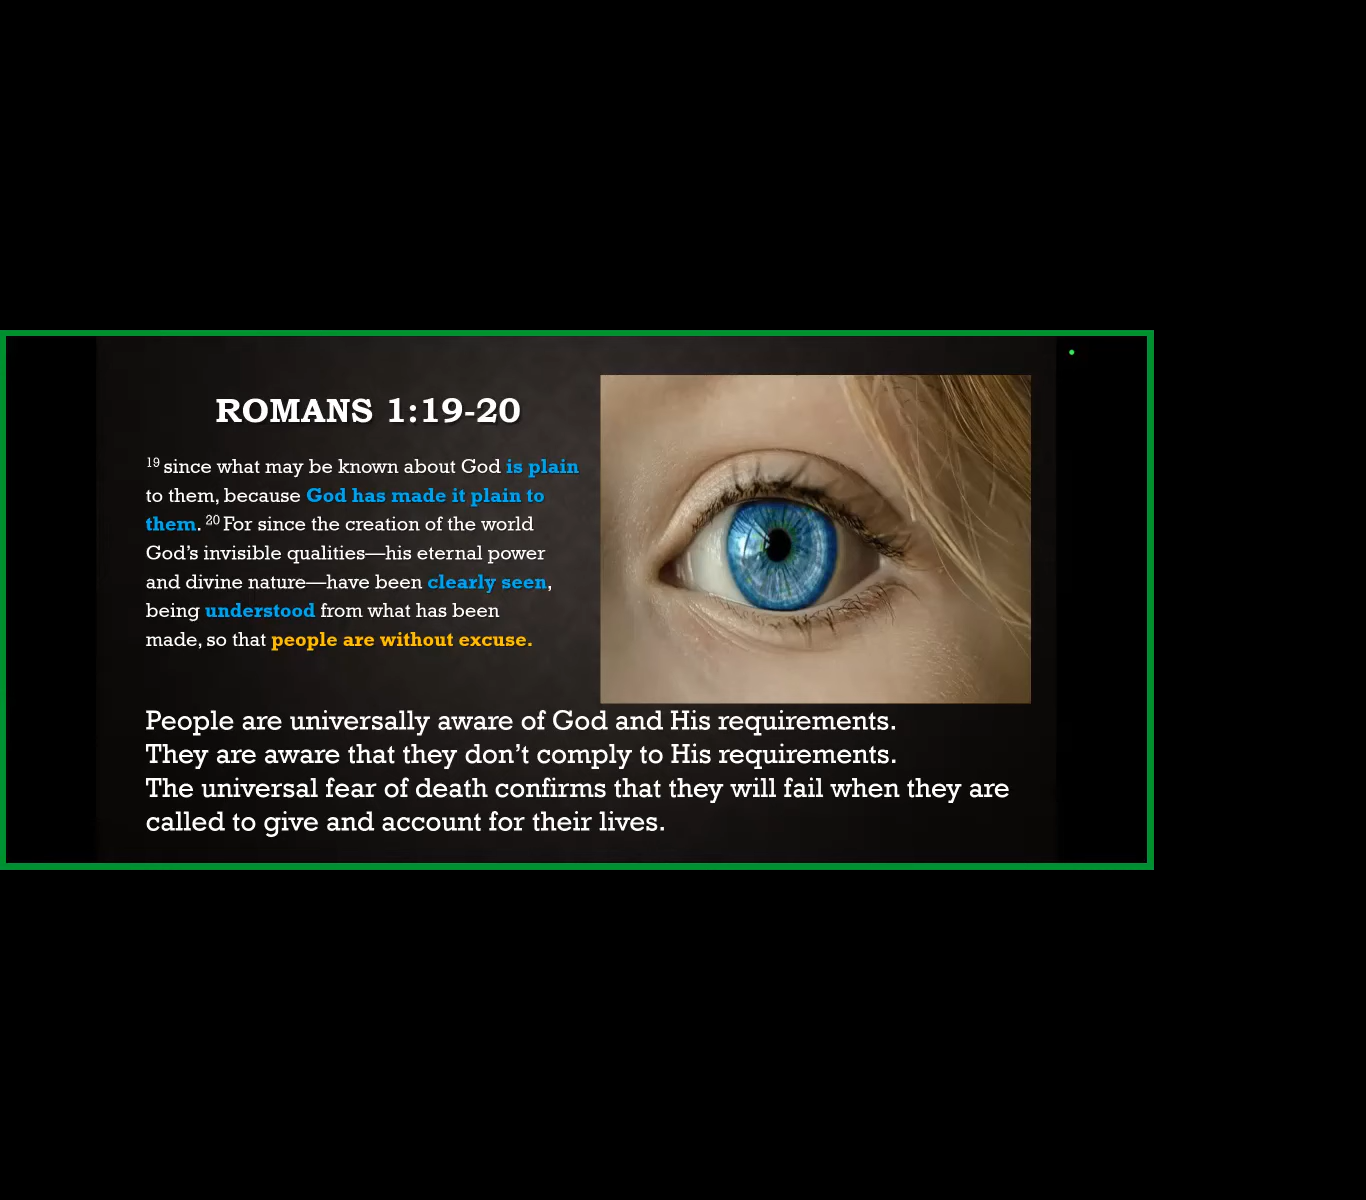 ROMANS 1:19-20
19 since what may be known about God is plain
to them, because God has made it plain to
them. 20 For since the creation of the world
God’s invisible qualities—his eternal power
and divine nature—have been clearly seen,
being understood from what has been
made, so that people are without excuse.
People are universally aware of God and His requirements.
They are aware that they don’t comply to His requirements.
The universal fear of death confirms that they will fail when they are
called to give and account for their lives.